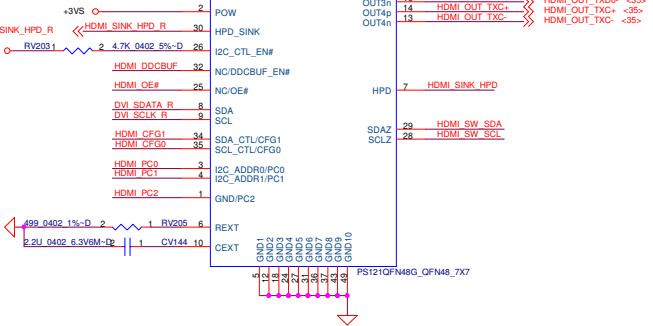 OUT3n HDMI_OUT_TXD0- <35>
+3VS 2 POW OUT4p 14 HDMI_OUT_TXC+ HDMI_OUT_TXC+ <35>
OUT4n 13 HDMI_OUT_TXC- HDMI_OUT_TXC- <35>
SINK_HPD_R HDMI_SINK_HPD_R 30 HPD_SINK
RV203 1 2 4.7K_0402_5%~D 26 I2C_CTL_EN#
HDMI_DDCBUF 32 NC/DDCBUF_EN#
HDMI_OE# 25 NC/OE# HPD 7 HDMI_SINK_HPD
DVI_SDATA_R 8 SDA
DVI_SCLK_R 9 SCL
SDAZ 29 HDMI_SW_SDA
HDMI_CFG1 34 SDA_CTL/CFG1 SCLZ 28 HDMI_SW_SCL
HDMI_CFG0 35 SCL_CTL/CFG0
HDMI_PC0 3 I2C_ADDR0/PC0
HDMI_PC1 4 I2C_ADDR1/PC1
HDMI_PC2 1 GND/PC2
499_0402_1%~D 2 1 RV205 6 REXT
2.2U_0402_6.3V6M~D 2 1 CV144 10 CEXT
GND1 GND2 GND3 GND4 GND5 GND6 GND7 GND8 GND9 GND10
5 12 18 24 27 31 36 37 43 49
PS121QFN48G_QFN48_7X7